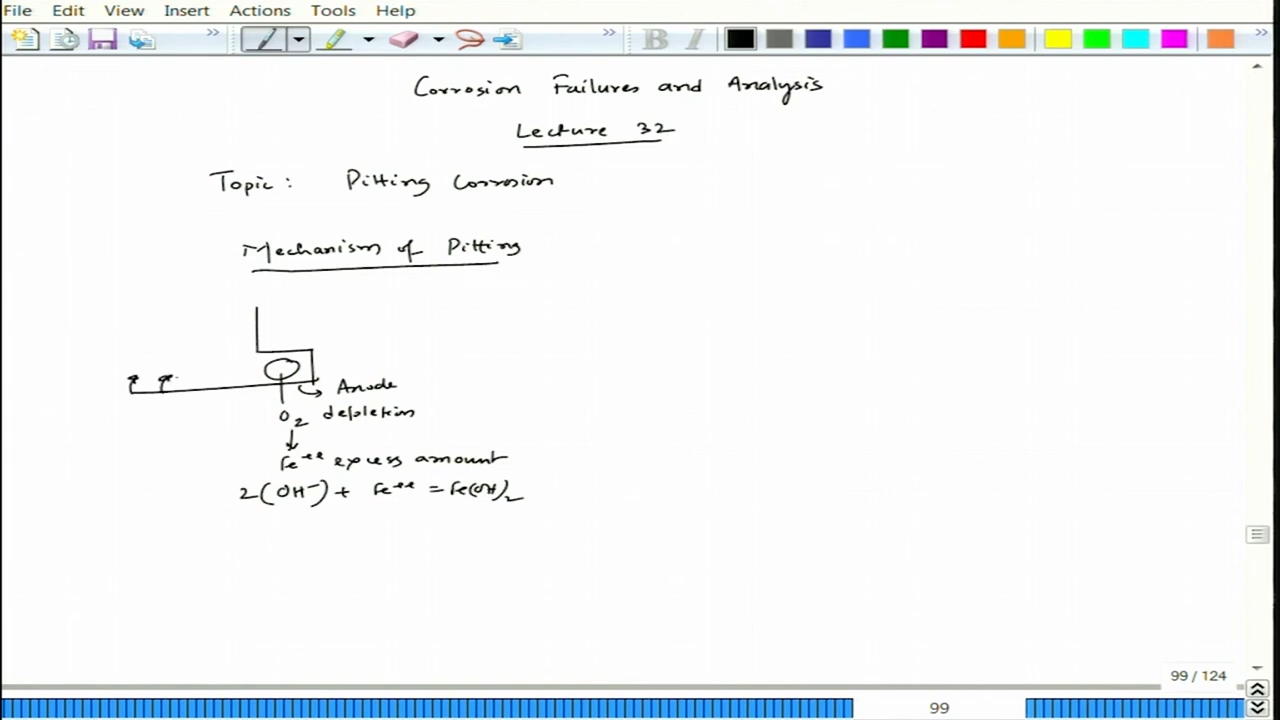 File Edit View Insert Actions Tools Help
Corrosion Failures and Analysis
Lecture 32
Topic: Pitting Corrosion
Mechanism of Pitting
Anode
O2 depletion
Fe++ excess amount
2(OH-) + Fe++ = Fe(OH)2
99 / 124
99